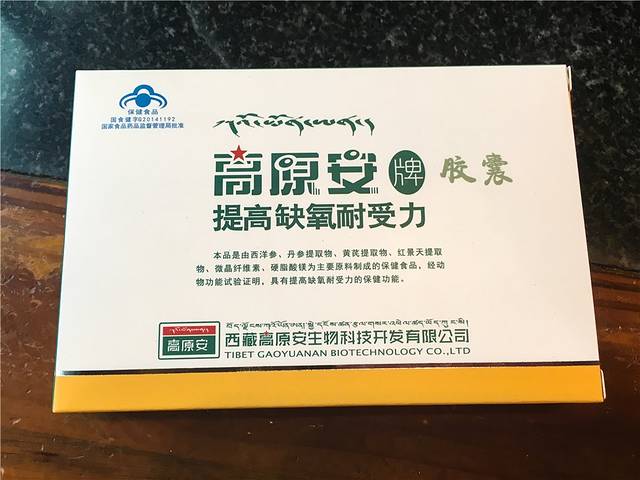 保健食品
国食健字G20141192
国家食品药品监督管理局批准
高原安牌胶囊
提高缺氧耐受力
本品是由西洋参、丹参提取物、黄芪提取物、红景天提取
物、微晶纤维素、硬脂酸镁为主要原料制成的保健食品，经动
物功能试验证明，具有提高缺氧耐受力的保健功能。
高原安
西藏高原安生物科技开发有限公司
TIBET GAOYUANAN BIOTECHNOLOGY CO.,LTD